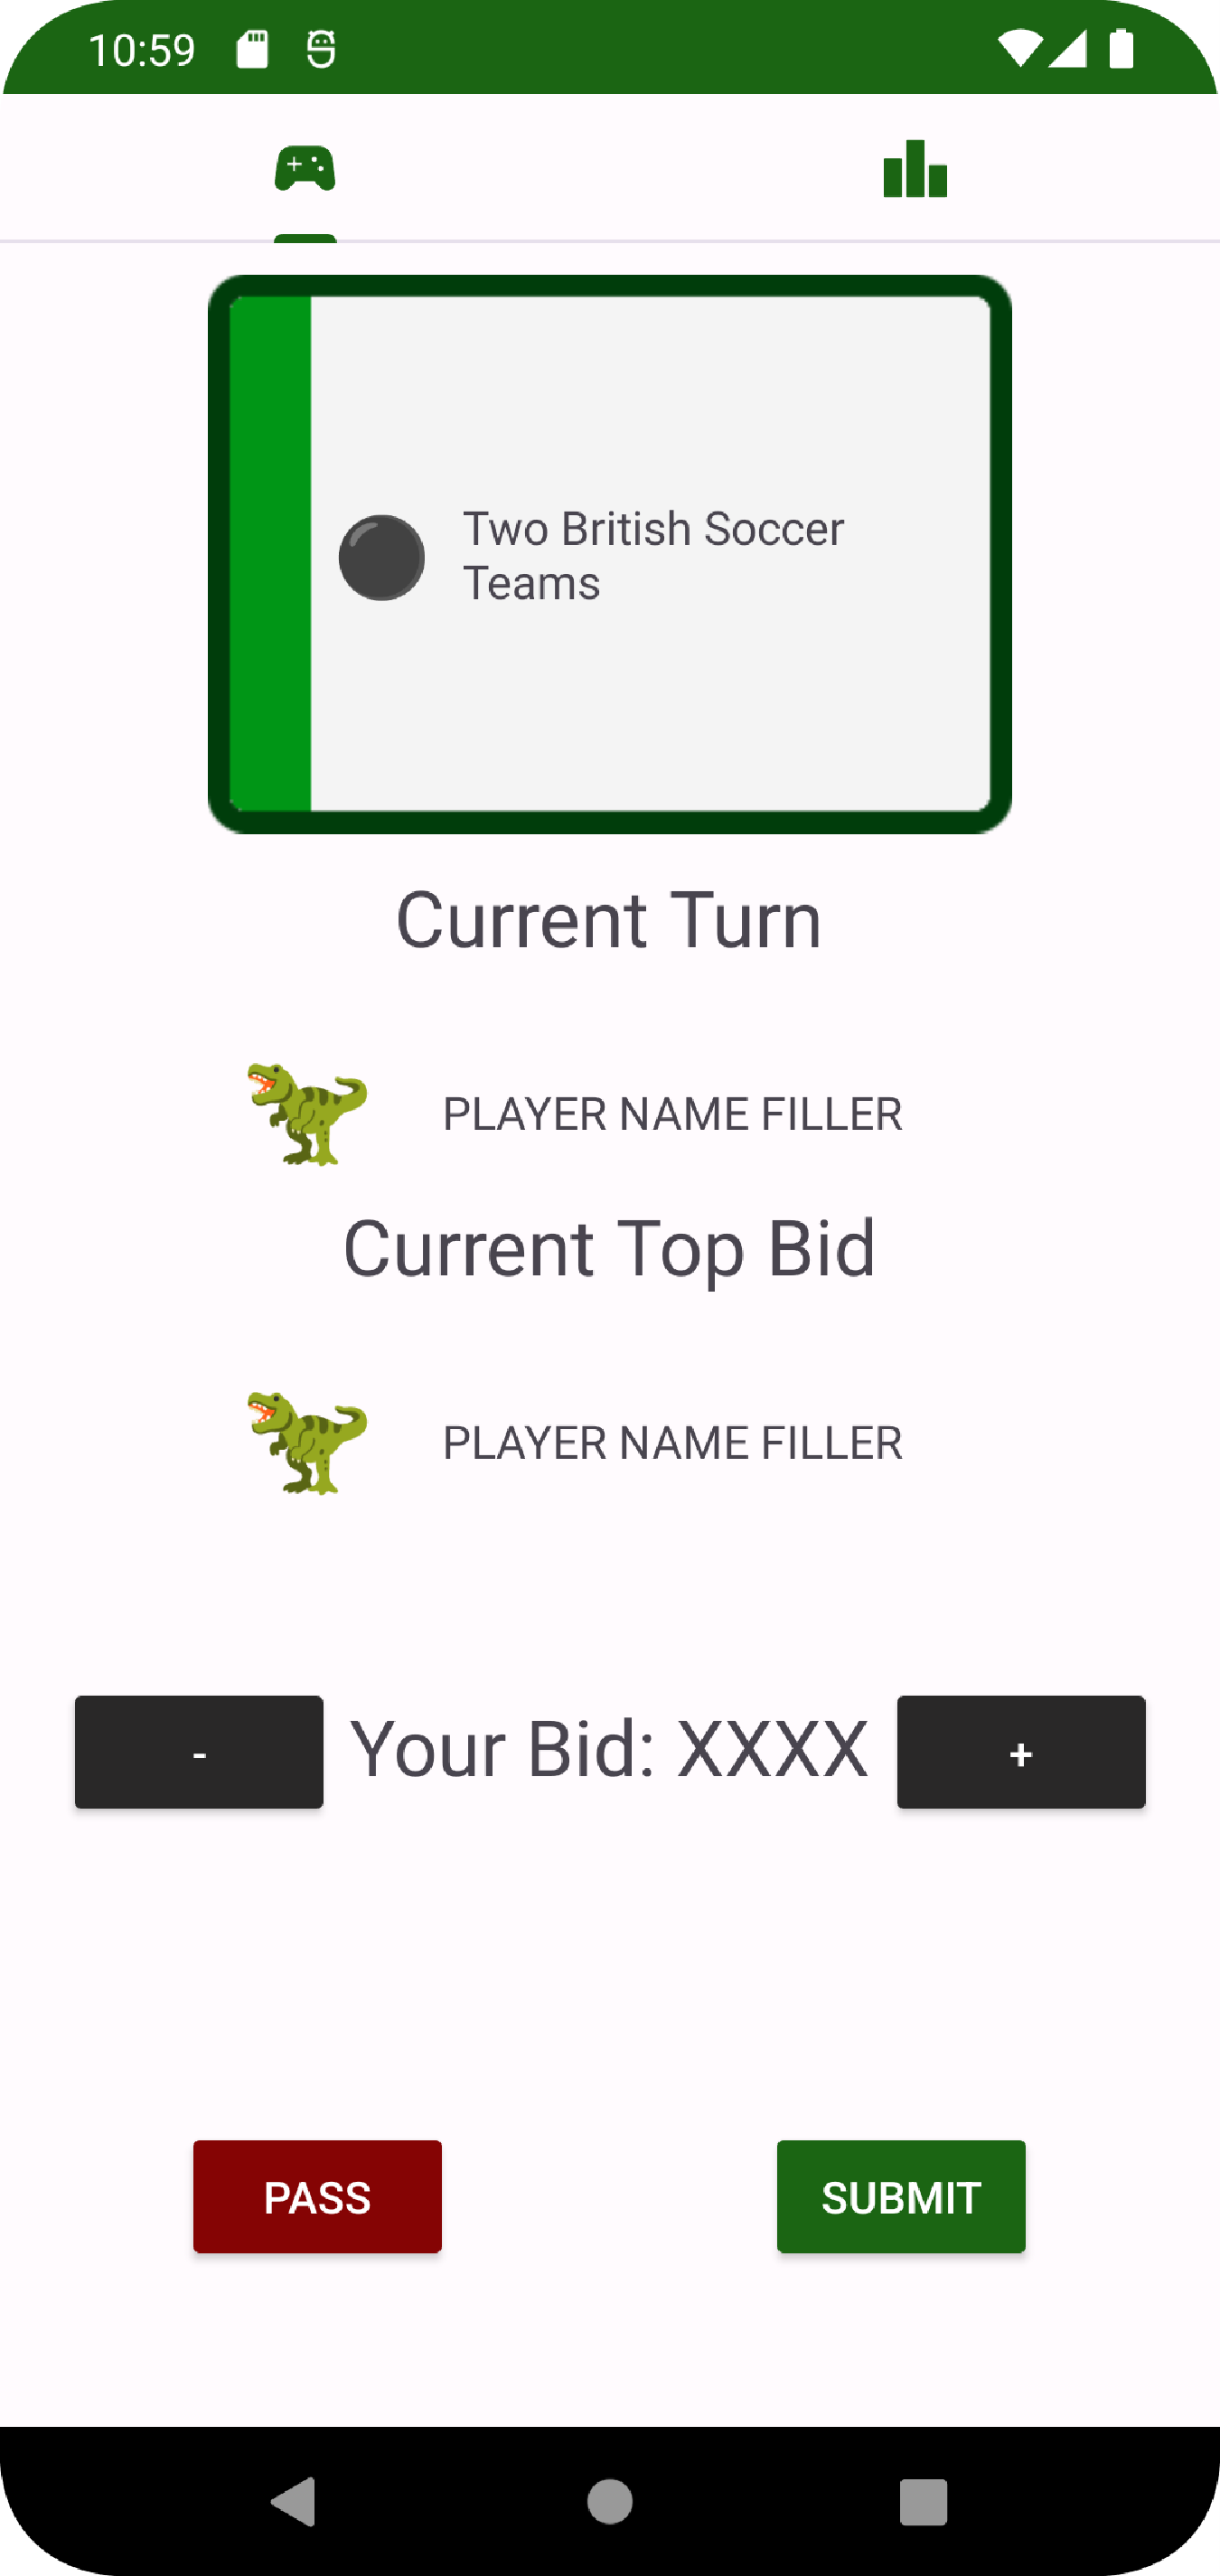 10:59
Two British Soccer
Teams
Current Turn
PLAYER NAME FILLER
Current Top Bid
PLAYER NAME FILLER
- Your Bid: XXXX +
PASS SUBMIT